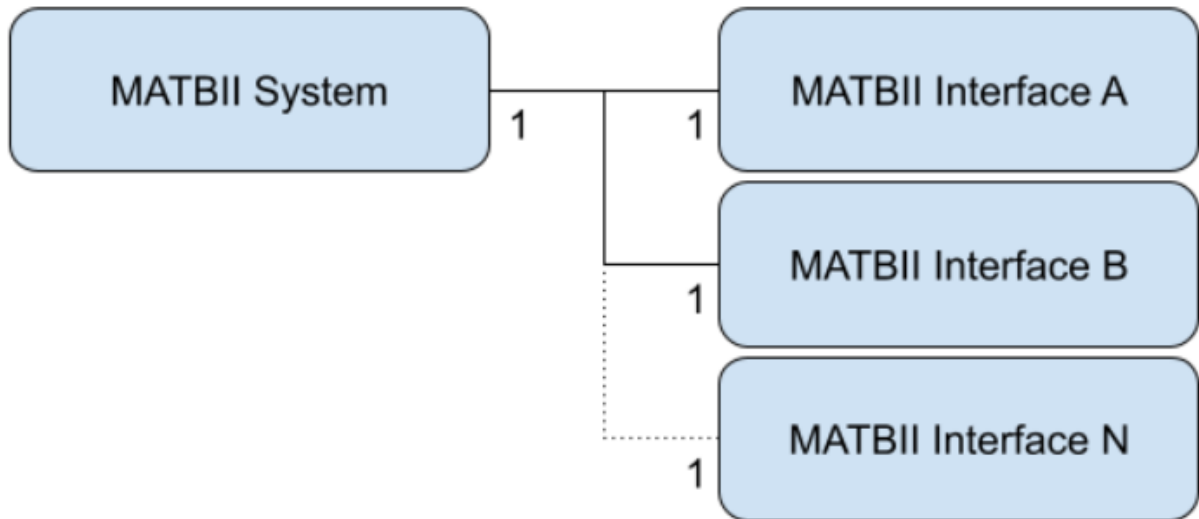 MATBII System
1
1
MATBII Interface A
1
MATBII Interface B
1
MATBII Interface N